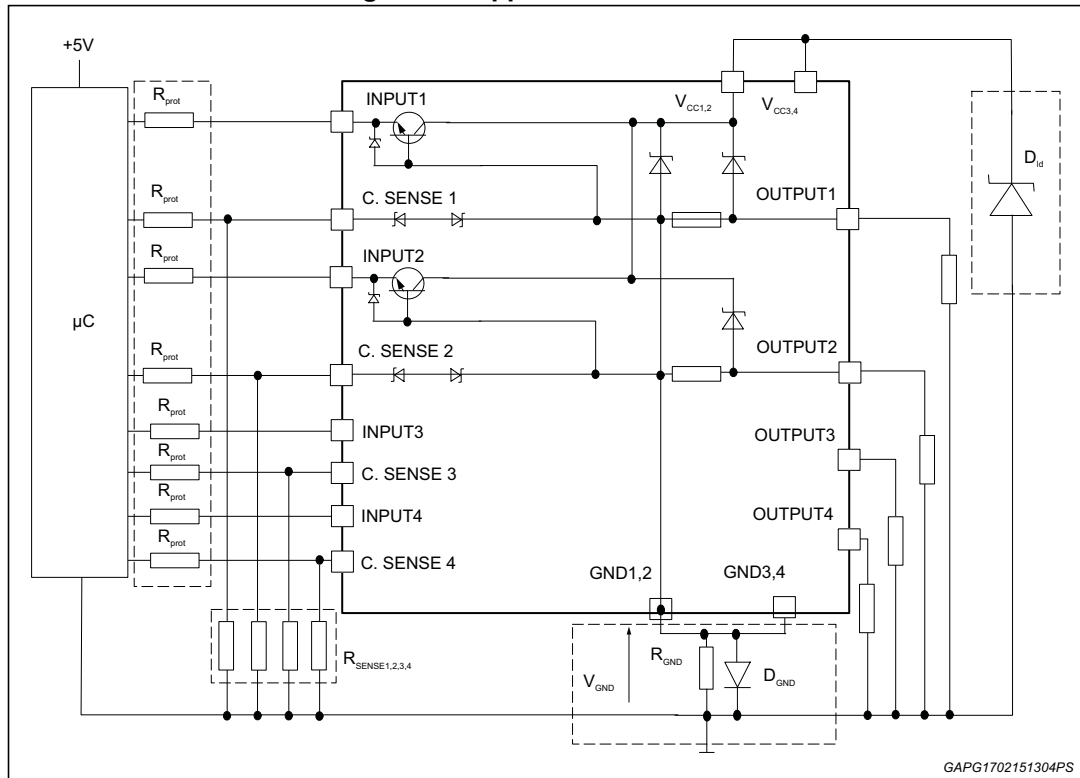 +5V
R_prot
INPUT1
V_CC1,2
V_CC3,4
D_ld
R_prot
C. SENSE 1
OUTPUT1
R_prot
INPUT2
µC
R_prot
C. SENSE 2
OUTPUT2
R_prot
INPUT3
OUTPUT3
R_prot
C. SENSE 3
R_prot
INPUT4
OUTPUT4
R_prot
C. SENSE 4
GND1,2
GND3,4
R_SENSE1,2,3,4
V_GND
R_GND
D_GND
GAPG1702151304PS